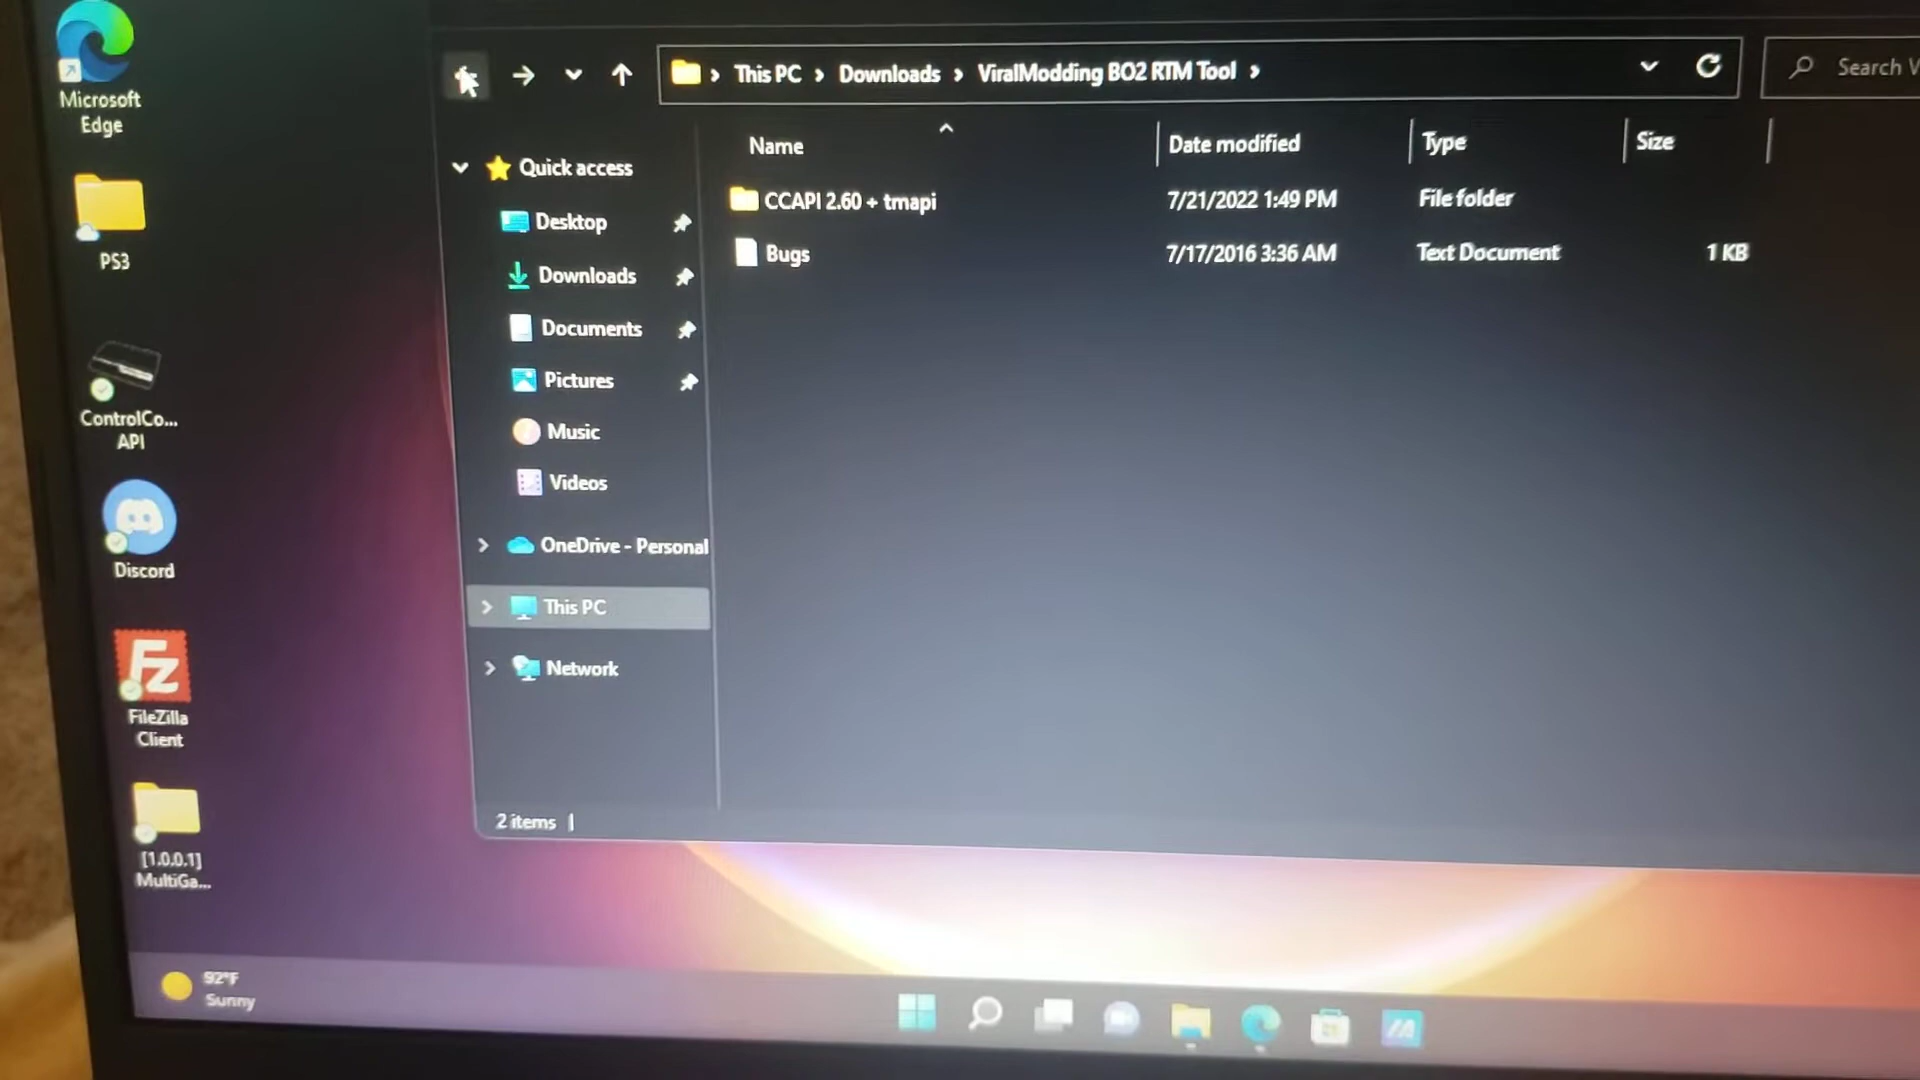 Microsoft
Edge
PS3
ControlCo...
API
Discord
Fz
FileZilla
Client
[1.0.0.1]
MultiGa...
This PC > Downloads > ViralModding BO2 RTM Tool >
Search V
Name Date modified Type Size
CCAPI 2.60 + tmapi 7/21/2022 1:49 PM File folder
Bugs 7/17/2016 3:36 AM Text Document 1 KB
Quick access
Desktop
Downloads
Documents
Pictures
Music
Videos
OneDrive - Personal
This PC
Network
2 items
92°F
Sunny